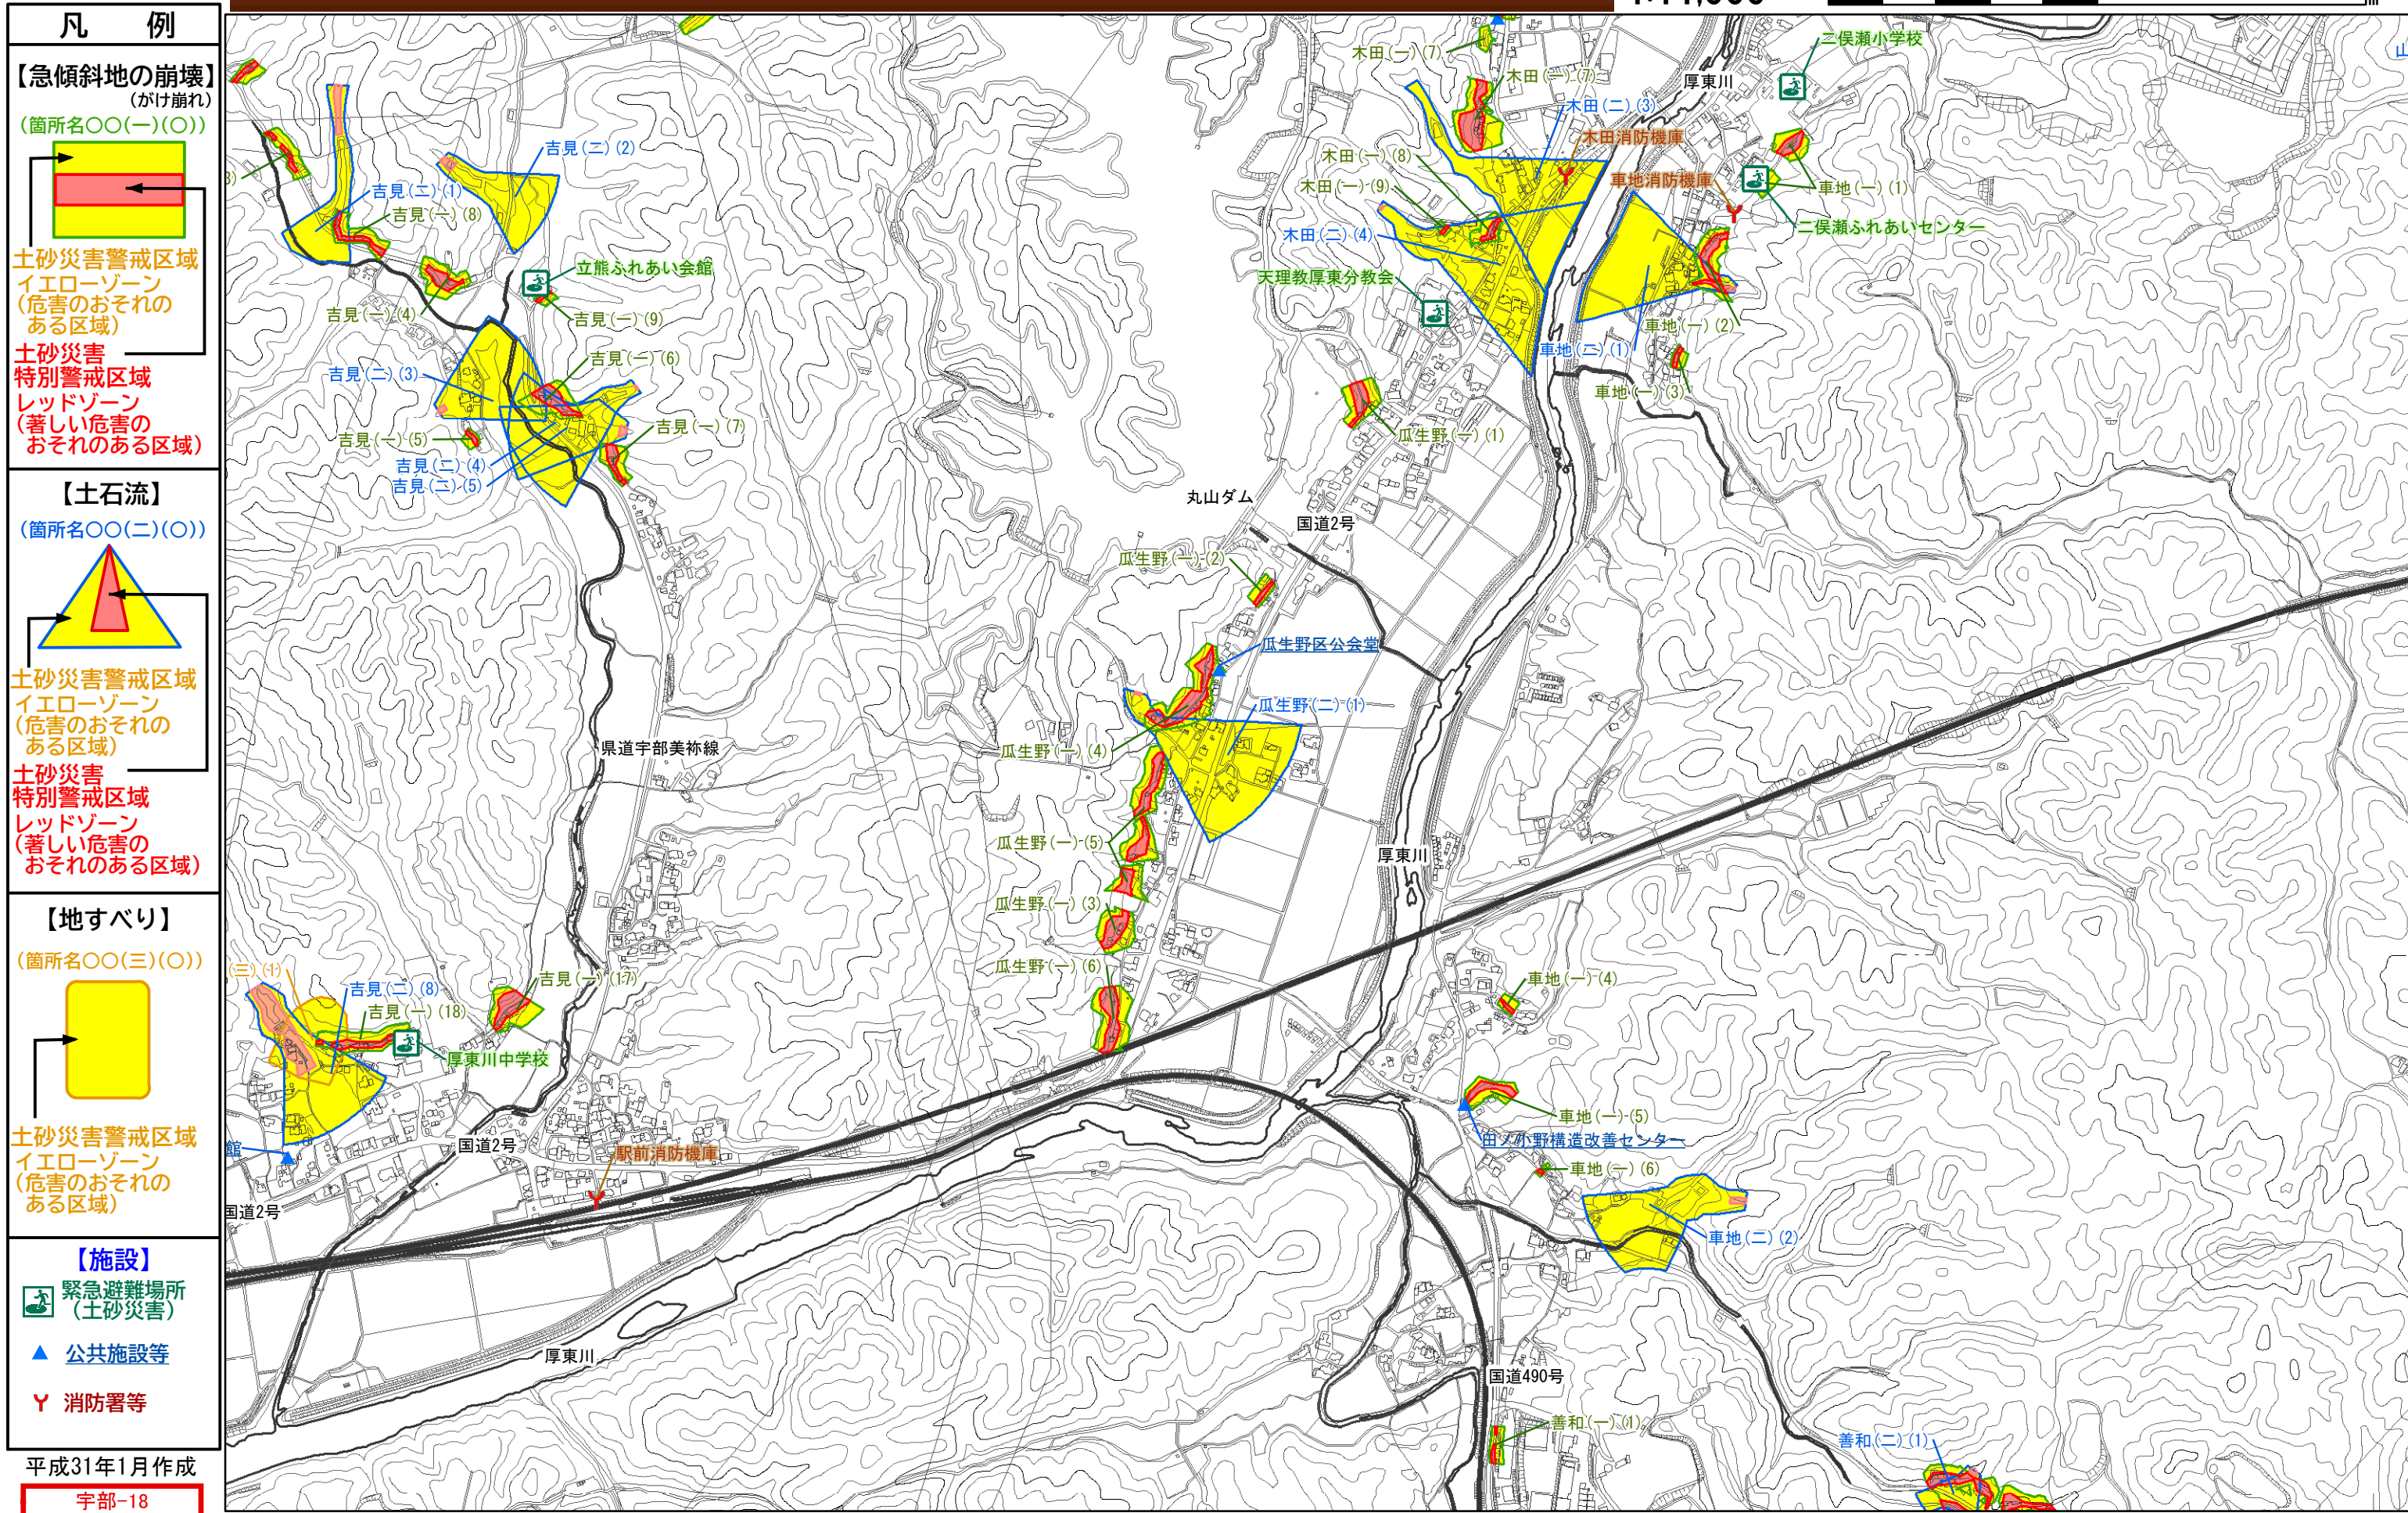 凡 例
【急傾斜地の崩壊】
(がけ崩れ)
(箇所名〇〇(一)(〇))
土砂災害警戒区域
イエローゾーン
(危害のおそれの
ある区域)
土砂災害
特別警戒区域
レッドゾーン
(著しい危害の
おそれのある区域)
【土石流】
(箇所名〇〇(二)(〇))
土砂災害警戒区域
イエローゾーン
(危害のおそれの
ある区域)
土砂災害
特別警戒区域
レッドゾーン
(著しい危害の
おそれのある区域)
【地すべり】
(箇所名〇〇(三)(〇))
土砂災害警戒区域
イエローゾーン
(危害のおそれの
ある区域)
【施設】
緊急避難場所
(土砂災害)
公共施設等
消防署等
平成31年1月作成
宇部-18
吉見(二)(2)
吉見(二)(1)
吉見(一)(8)
立熊ふれあい会館
吉見(一)(4)
吉見(一)(9)
吉見(一)(6)
吉見(二)(3)
吉見(一)(7)
吉見(一)(5)
吉見(二)(4)
吉見(二)(5)
県道宇部美祢線
(三)(1)
吉見(二)(8)
吉見(一)(18)
吉見(一)(17)
厚東川中学校
館
国道2号
駅前消防機庫
国道2号
厚東川
木田(一)(7)
木田(一)(7)
二俣瀬小学校
厚東川
木田(二)(3)
木田消防機庫
木田(一)(8)
木田(一)(9)
車地消防機庫
車地(一)(1)
二俣瀬ふれあいセンター
木田(二)(4)
天理教厚東分教会
車地(一)(2)
車地(二)(1)
車地(一)(3)
瓜生野(一)(1)
丸山ダム
国道2号
瓜生野(一)(2)
瓜生野区公会堂
瓜生野(二)(1)
瓜生野(一)(4)
瓜生野(一)(5)
厚東川
瓜生野(一)(3)
瓜生野(一)(6)
車地(一)(4)
車地(一)(5)
田ノ小野構造改善センター
車地(一)(6)
車地(二)(2)
国道490号
善和(一)(1)
善和(二)(1)